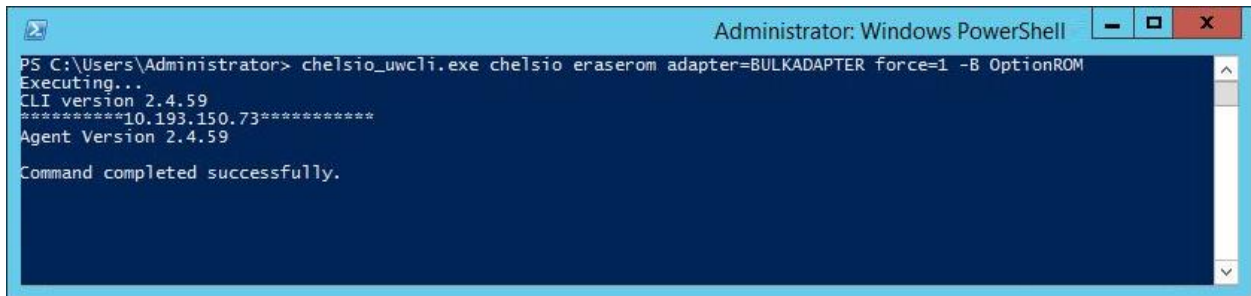 Administrator: Windows PowerShell
PS C:\Users\Administrator> chelsio_uwcli.exe chelsio eraserom adapter=BULKADAPTER force=1 -B OptionROM
Executing...
CLI version 2.4.59
**********10.193.150.73***********
Agent Version 2.4.59
Command completed successfully.